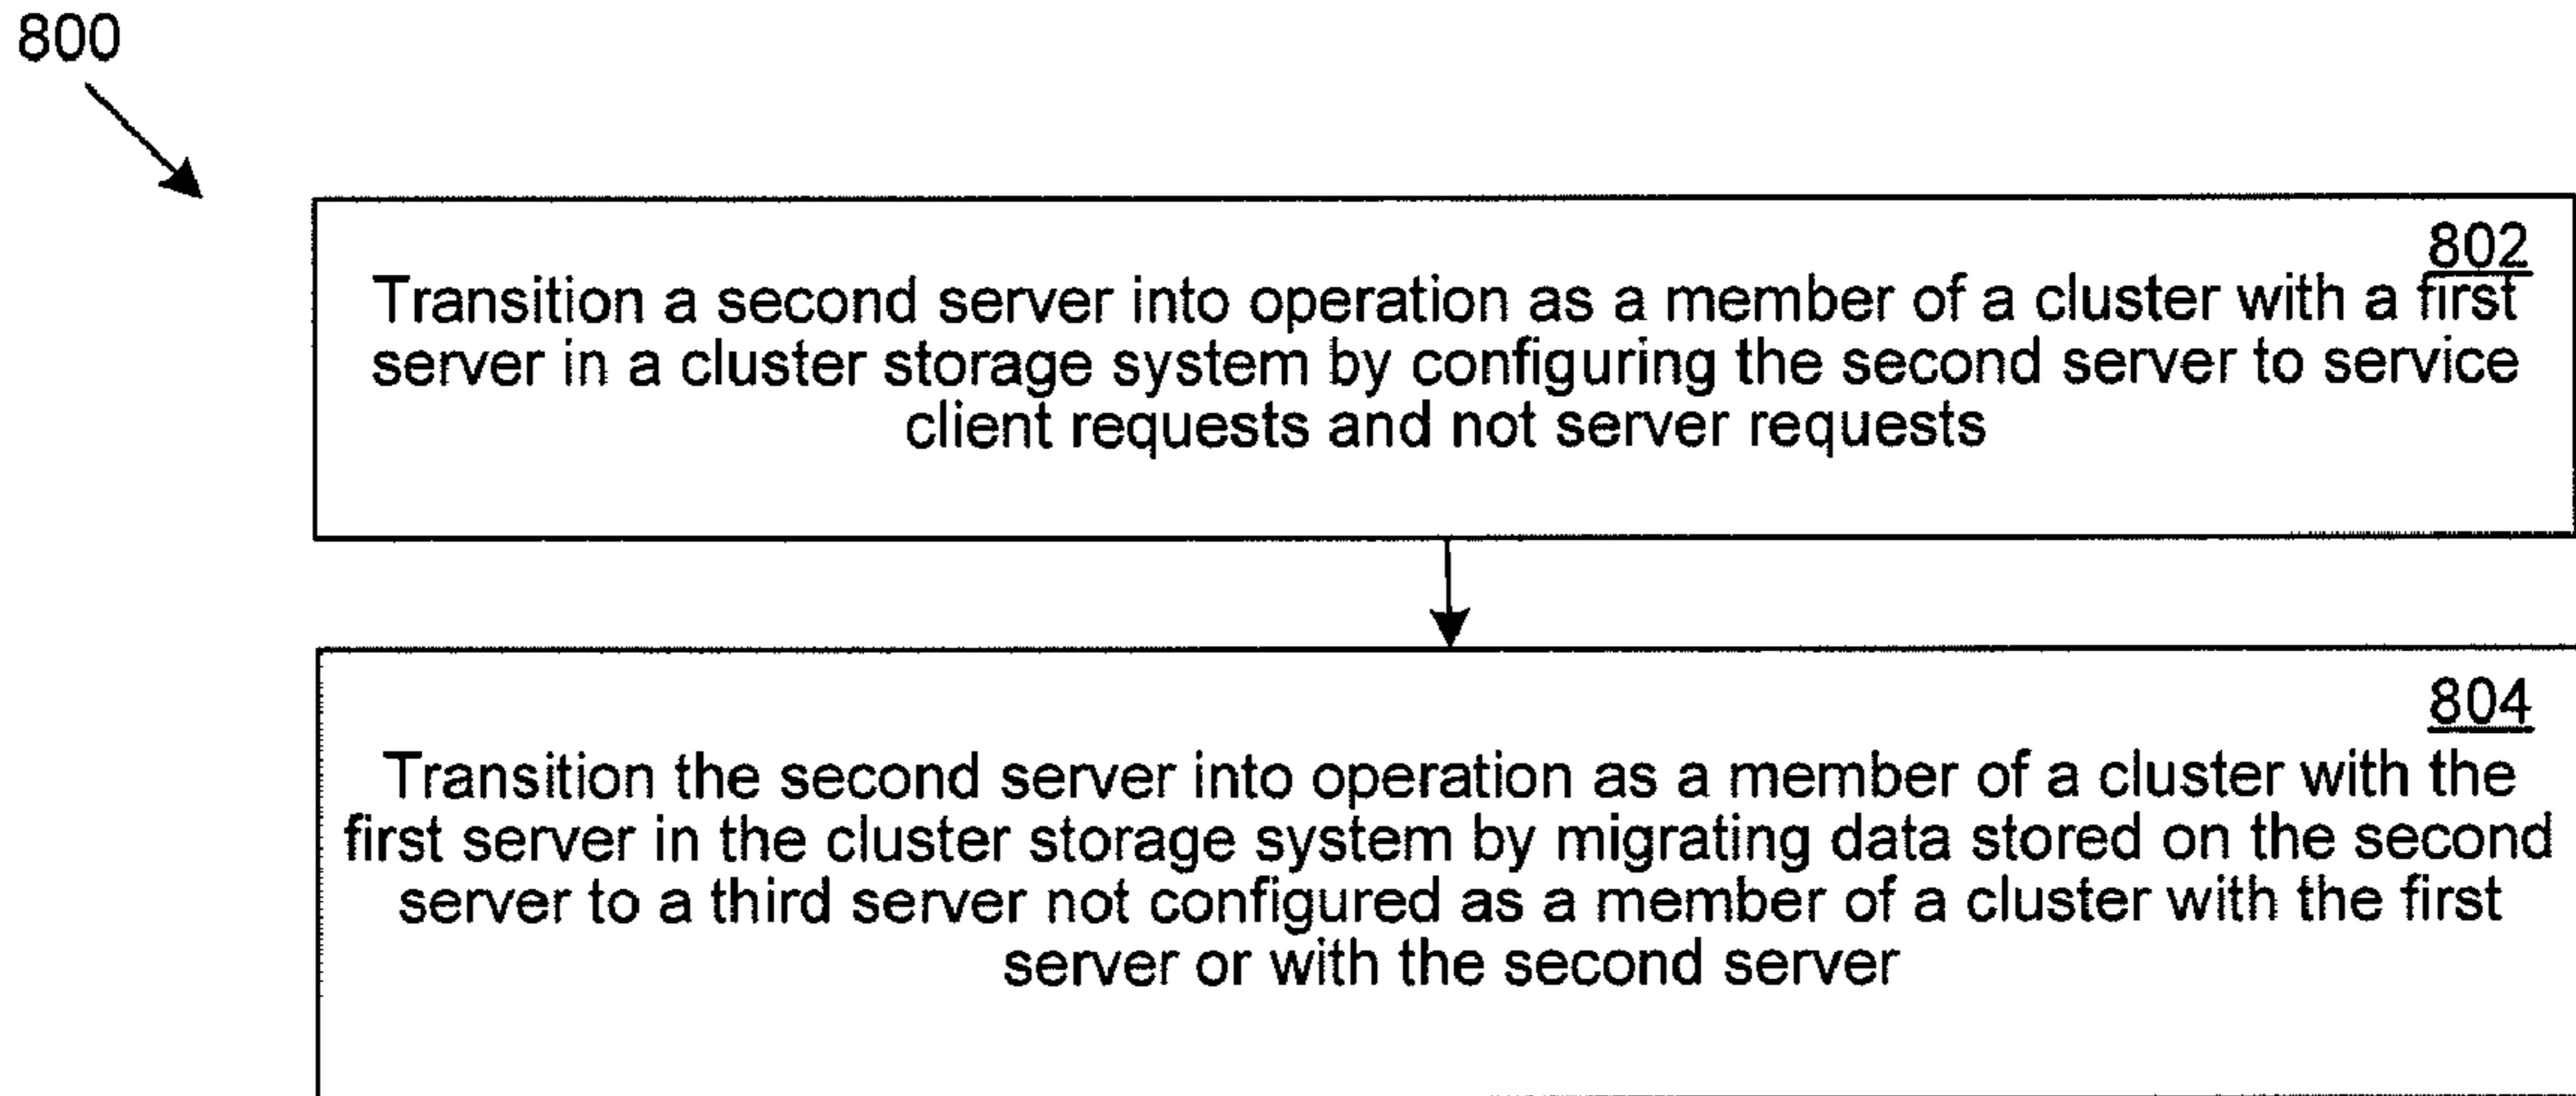 800
802
Transition a second server into operation as a member of a cluster with a first
server in a cluster storage system by configuring the second server to service
client requests and not server requests
804
Transition the second server into operation as a member of a cluster with the
first server in the cluster storage system by migrating data stored on the second
server to a third server not configured as a member of a cluster with the first
server or with the second server